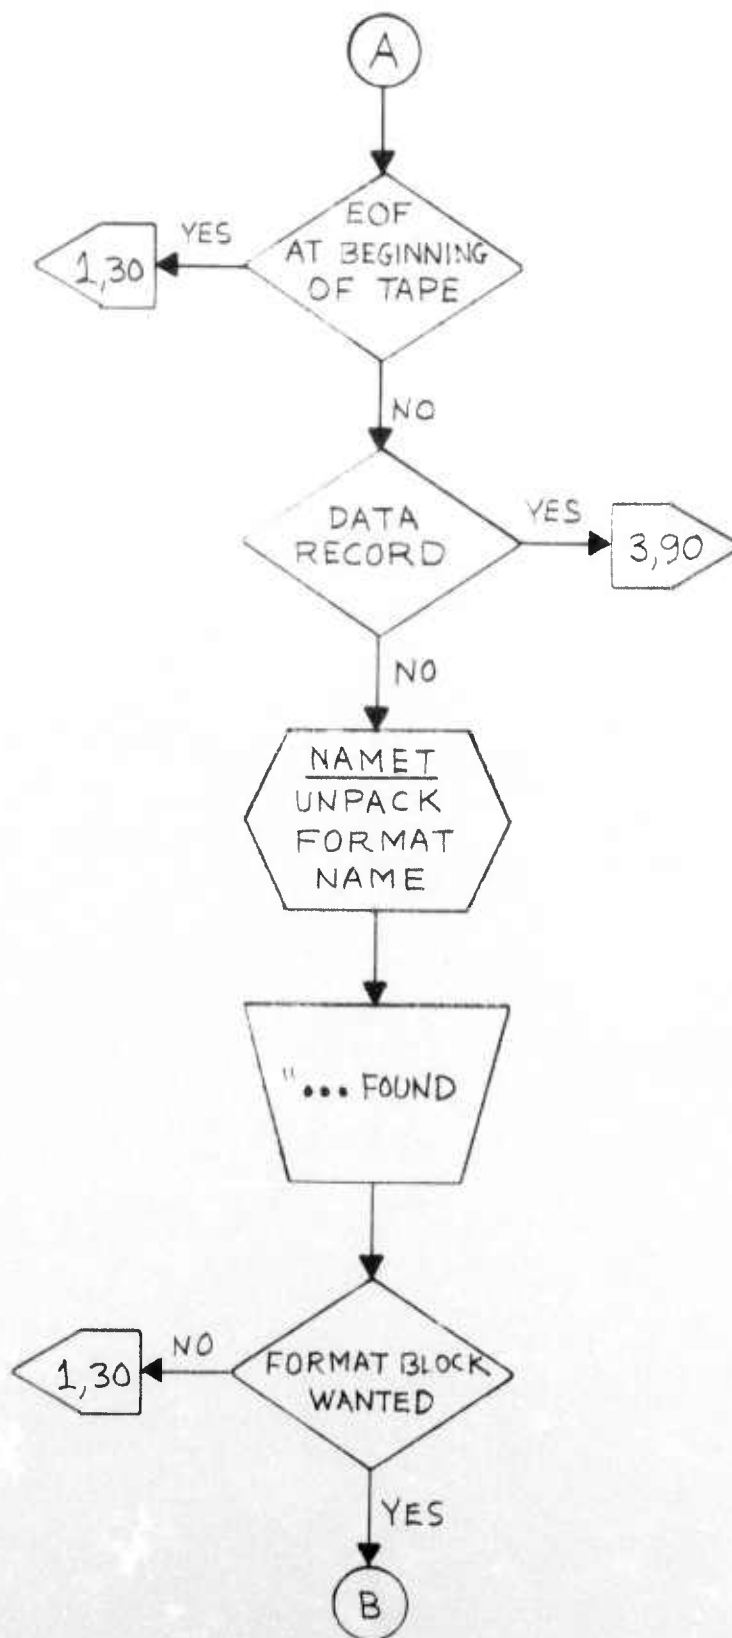 A
EOF
AT BEGINNING
OF TAPE
YES
1,30
NO
DATA
RECORD
YES
3,90
NO
NAMET
UNPACK
FORMAT
NAME
"... FOUND
FORMAT BLOCK
WANTED
NO
1,30
YES
B